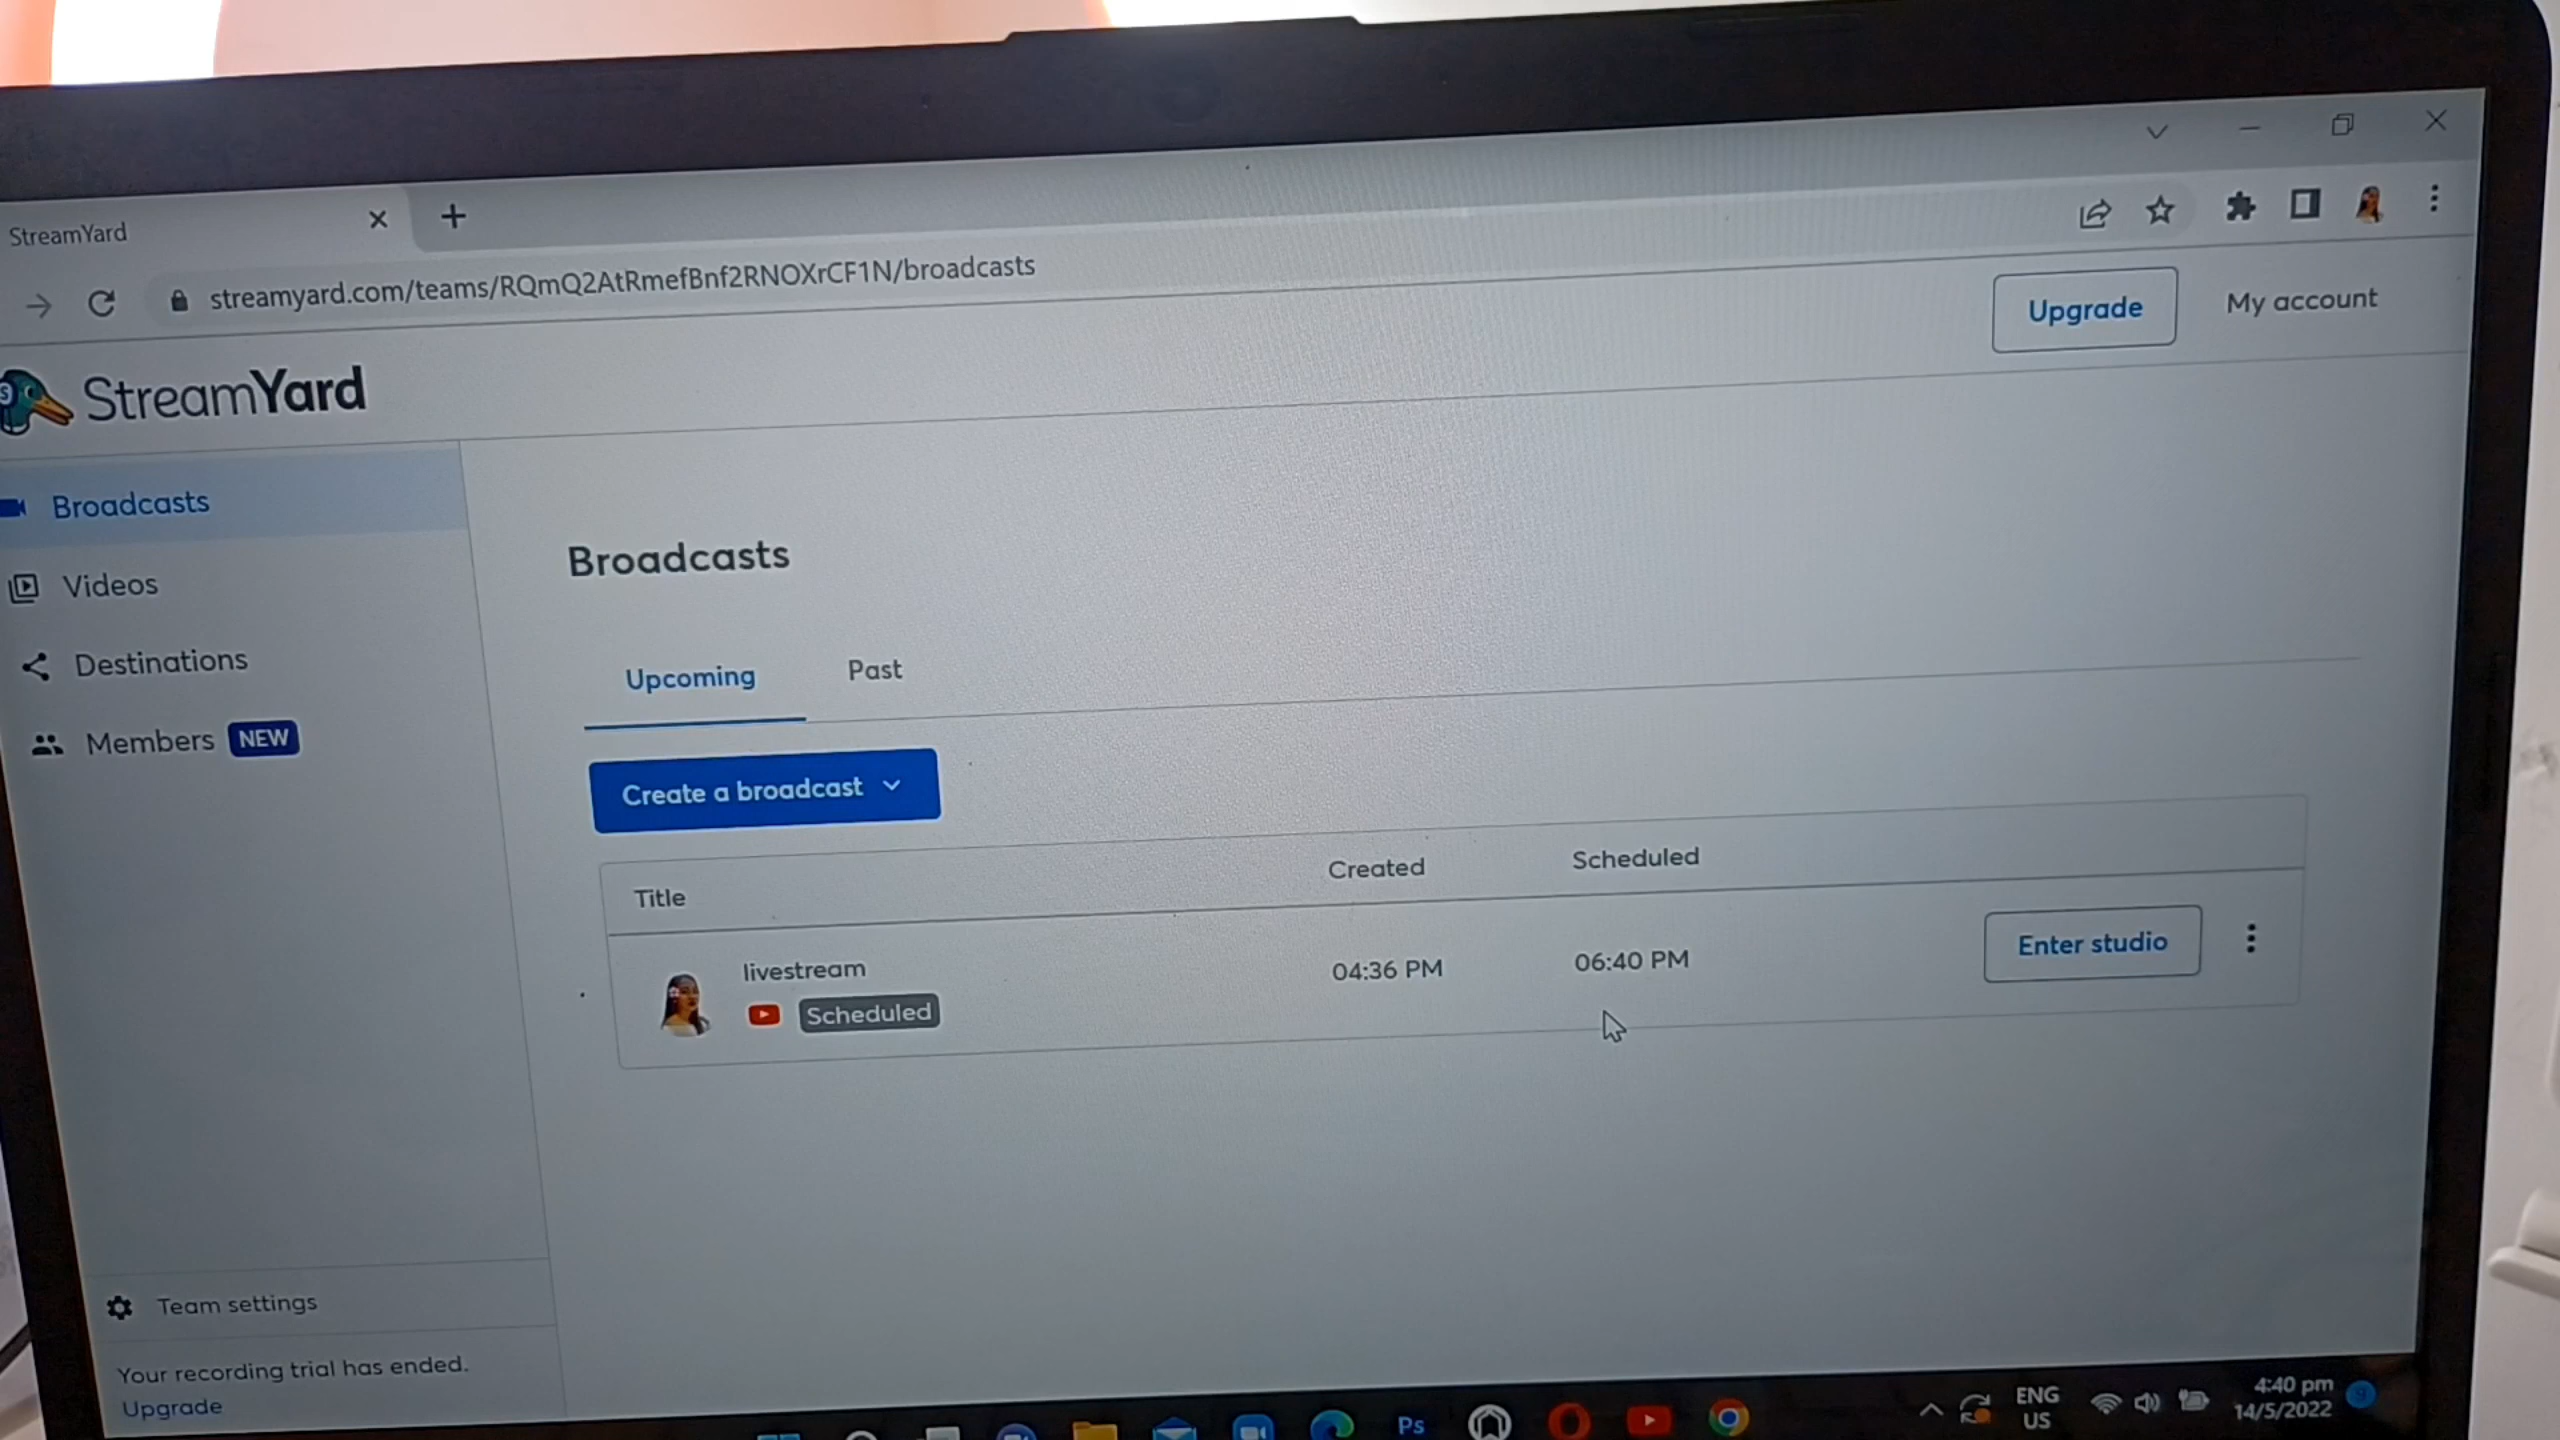 StreamYard
streamyard.com/teams/RQmQ2AtRmefBnf2RNOXrCF1N/broadcasts
Upgrade
My account
StreamYard
Broadcasts
Videos
Destinations
Members NEW
Broadcasts
Upcoming
Past
Create a broadcast
Title
Created
Scheduled
livestream
Scheduled
04:36 PM
06:40 PM
Enter studio
Team settings
Your recording trial has ended.
Upgrade
Ps
ENG
US
4:40 pm
14/5/2022
9